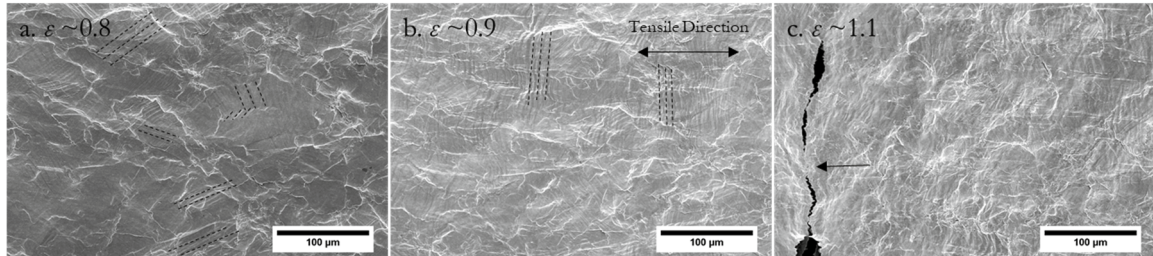 a. ε ~0.8
100 µm
b. ε ~0.9
Tensile Direction
100 µm
c. ε ~1.1
100 µm